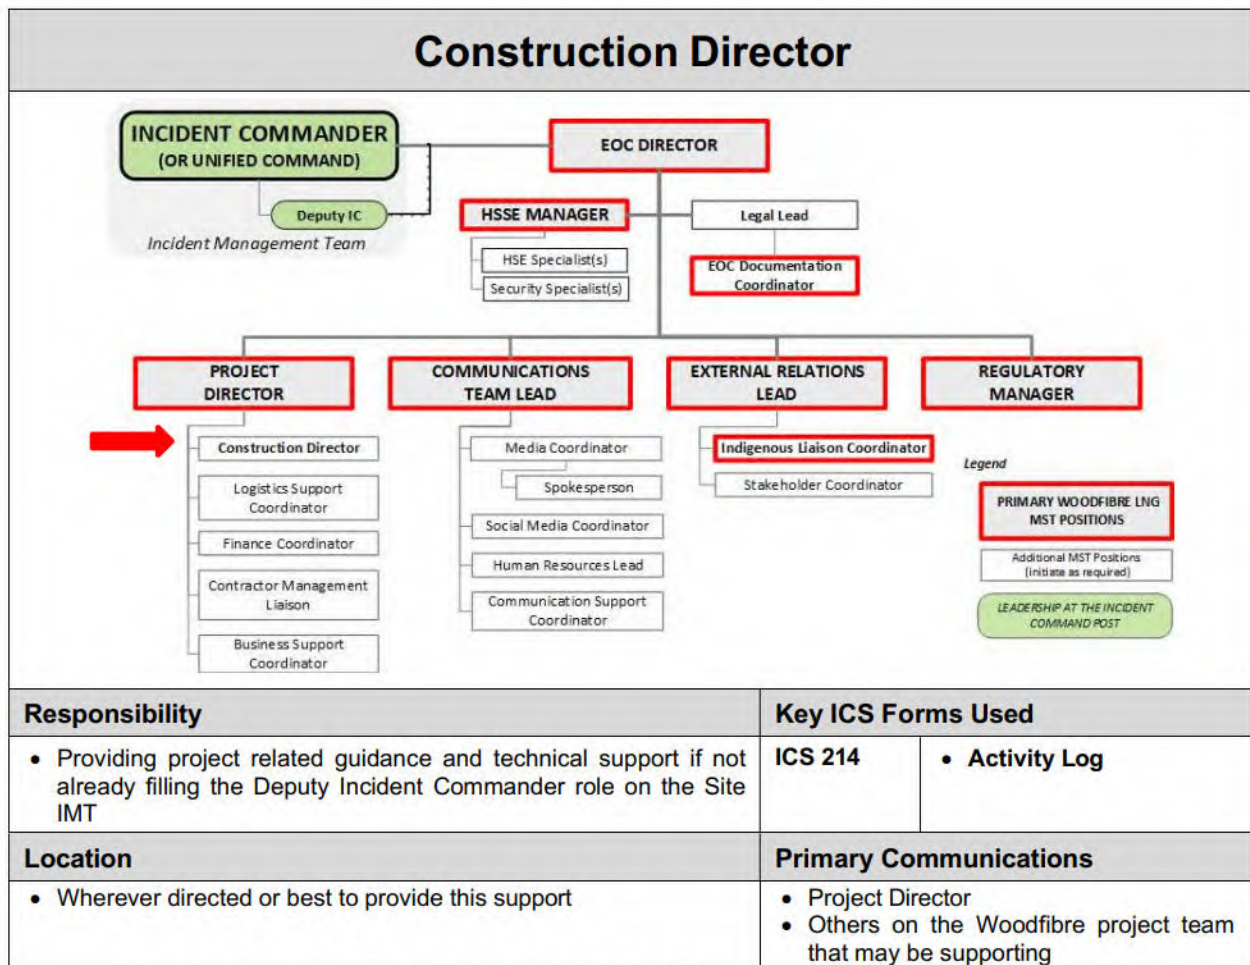 Construction Director
INCIDENT COMMANDER
(OR UNIFIED COMMAND)
Deputy IC
Incident Management Team
EOC DIRECTOR
HSSE MANAGER
HSE Specialist(s)
Security Specialist(s)
Legal Lead
EOC Documentation
Coordinator
PROJECT
DIRECTOR
Construction Director
Logistics Support
Coordinator
Finance Coordinator
Contractor Management
Liaison
Business Support
Coordinator
COMMUNICATIONS
TEAM LEAD
Media Coordinator
Spokesperson
Social Media Coordinator
Human Resources Lead
Communication Support
Coordinator
EXTERNAL RELATIONS
LEAD
Indigenous Liaison Coordinator
Stakeholder Coordinator
REGULATORY
MANAGER
Legend
PRIMARY WOODFIBRE LNG
MST POSITIONS
Additional MST Positions
(initiate as required)
LEADERSHIP AT THE INCIDENT
COMMAND POST
Responsibility
• Providing project related guidance and technical support if not
already filling the Deputy Incident Commander role on the Site
IMT
Key ICS Forms Used
ICS 214
• Activity Log
Location
• Wherever directed or best to provide this support
Primary Communications
• Project Director
• Others on the Woodfibre project team
that may be supporting